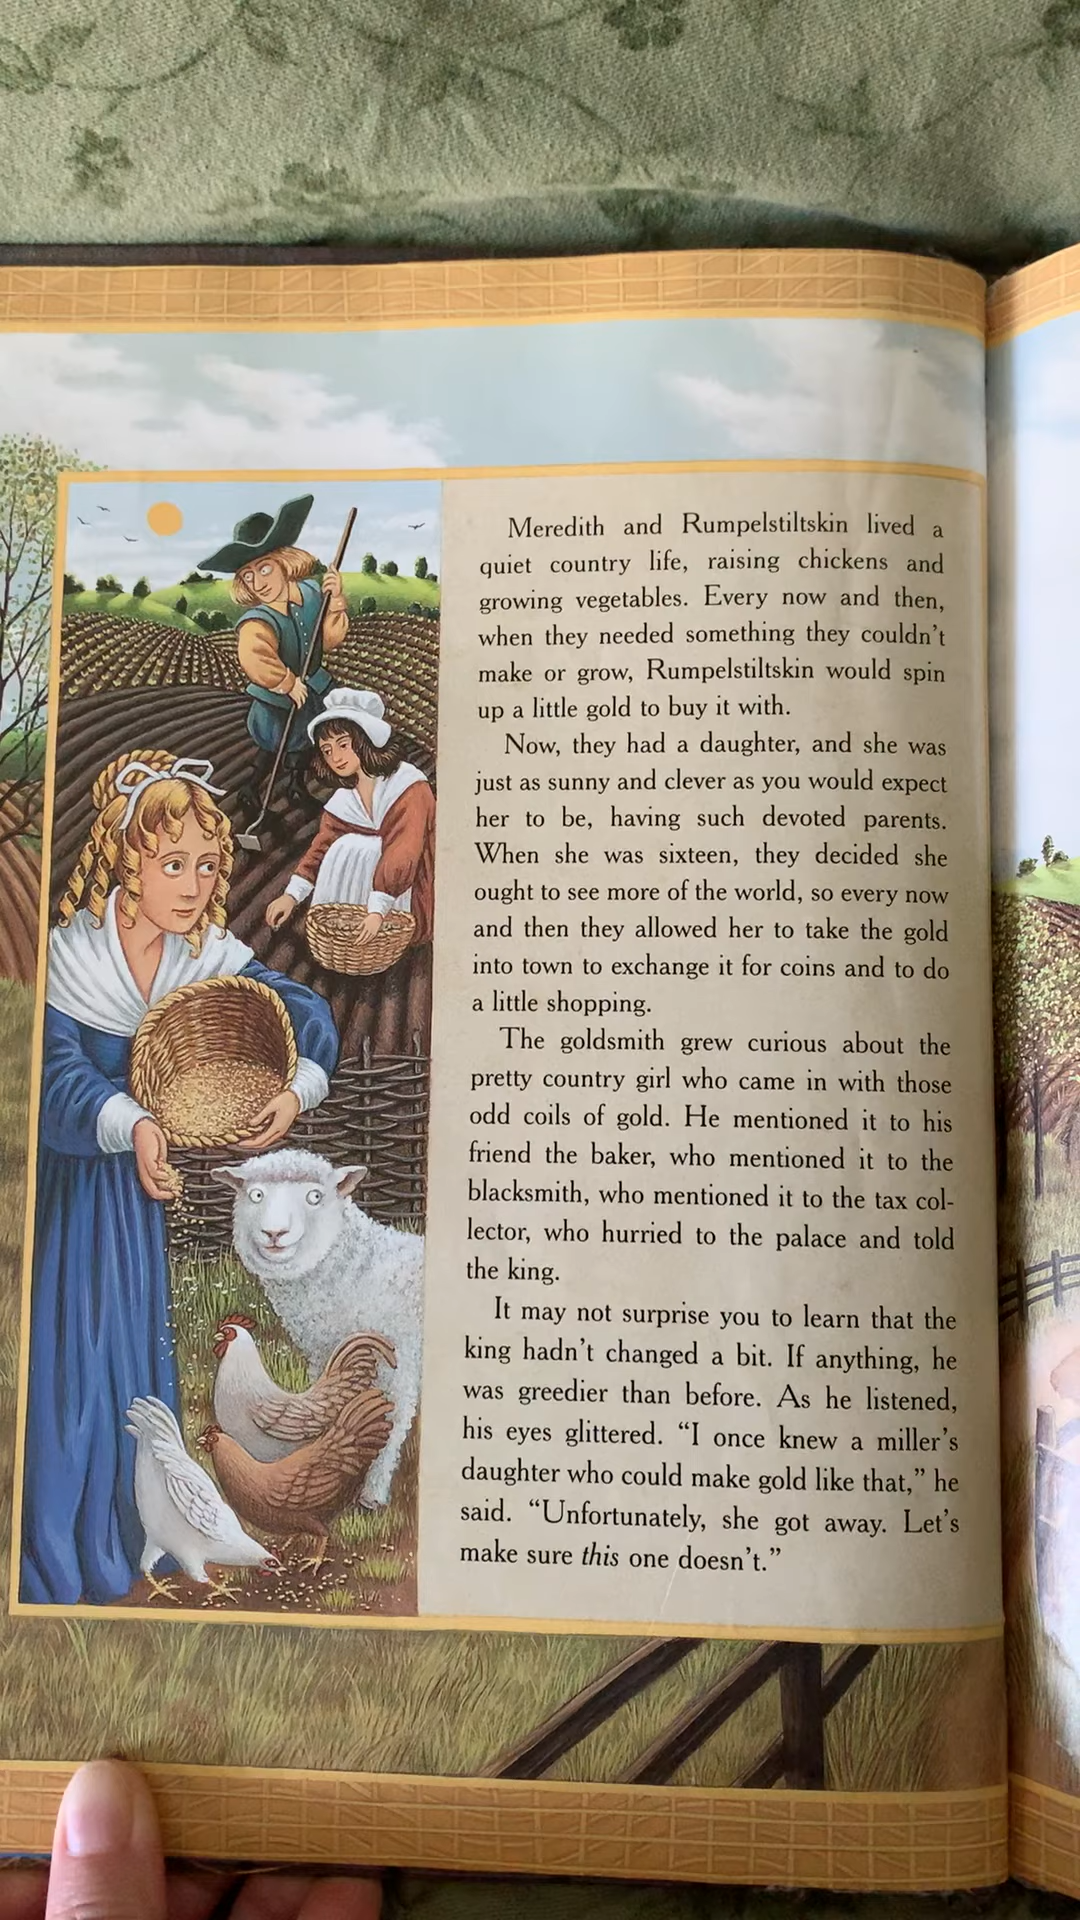 Meredith and Rumpelstiltskin lived a
quiet country life, raising chickens and
growing vegetables. Every now and then,
when they needed something they couldn't
make or grow, Rumpelstiltskin would spin
up a little gold to buy it with.
Now, they had a daughter, and she was
just as sunny and clever as you would expect
her to be, having such devoted parents.
When she was sixteen, they decided she
ought to see more of the world, so every now
and then they allowed her to take the gold
into town to exchange it for coins and to do
a little shopping.
The goldsmith grew curious about the
pretty country girl who came in with those
odd coils of gold. He mentioned it to his
friend the baker, who mentioned it to the
blacksmith, who mentioned it to the tax col-
lector, who hurried to the palace and told
the king.
It may not surprise you to learn that the
king hadn't changed a bit. If anything, he
was greedier than before. As he listened,
his eyes glittered. “I once knew a miller's
daughter who could make gold like that,” he
said. “Unfortunately, she got away. Let's
make sure this one doesn't.”